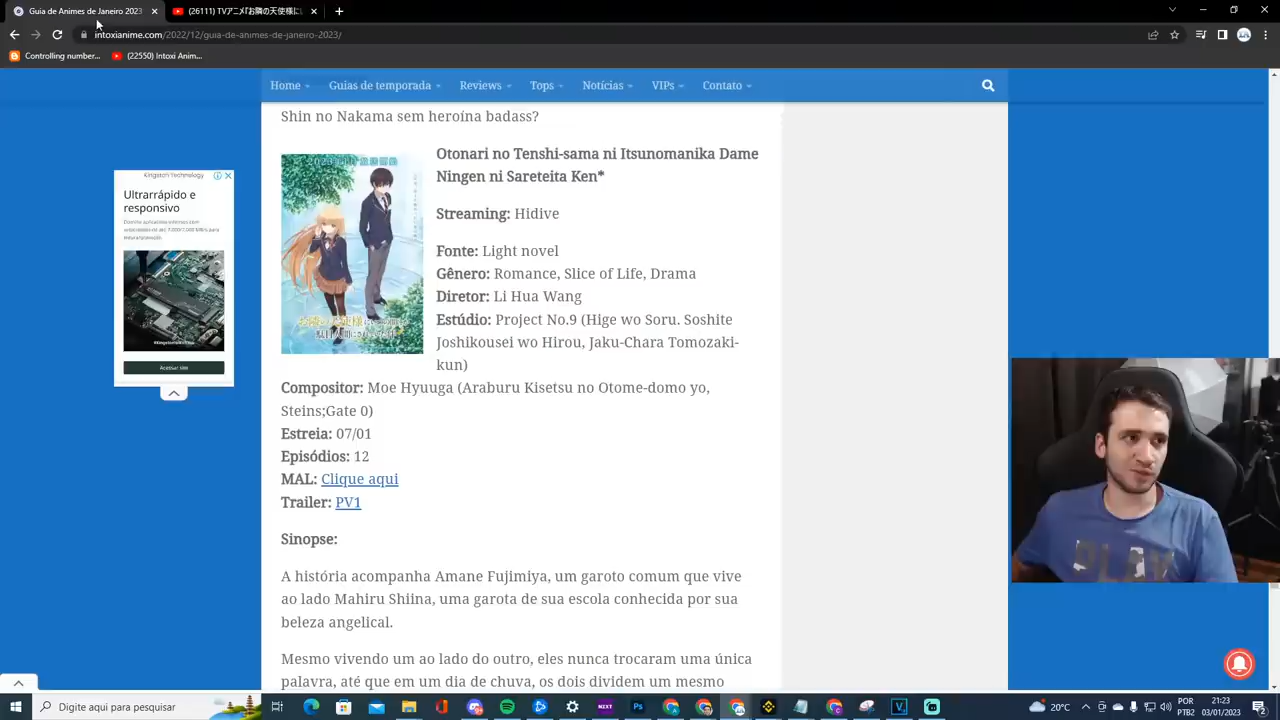 Guia de Animes de Janeiro 2023
(26111) TVアニメ「お隣の天使様に
intoxianime.com/2022/12/guia-de-animes-de-janeiro-2023/
Controlling number...
(22550) Intoxi Anim...
Home
Guias de temporada
Reviews
Tops
Notícias
VIPs
Contato
Shin no Nakama sem heroína badass?
Otonari no Tenshi-sama ni Itsunomanika Dame
Ningen ni Sareteita Ken*
Streaming: Hidive
Fonte: Light novel
Gênero: Romance, Slice of Life, Drama
Diretor: Li Hua Wang
Estúdio: Project No.9 (Hige wo Soru. Soshite
Joshikousei wo Hirou, Jaku-Chara Tomozaki-
kun)
Compositor: Moe Hyuuga (Araburu Kisetsu no Otome-domo yo,
Steins;Gate 0)
Estreia: 07/01
Episódios: 12
MAL: Clique aqui
Trailer: PV1
Sinopse:
A história acompanha Amane Fujimiya, um garoto comum que vive
ao lado Mahiru Shiina, uma garota de sua escola conhecida por sua
beleza angelical.
Mesmo vivendo um ao lado do outro, eles nunca trocaram uma única
palavra, até que em um dia de chuva, os dois dividem um mesmo
Kingston Technology
Ultrarrápido e
responsivo
Acessar site
PLAY
Digite aqui para pesquisar
NXT
20°C
POR
PTB2
21:23
03/01/2023